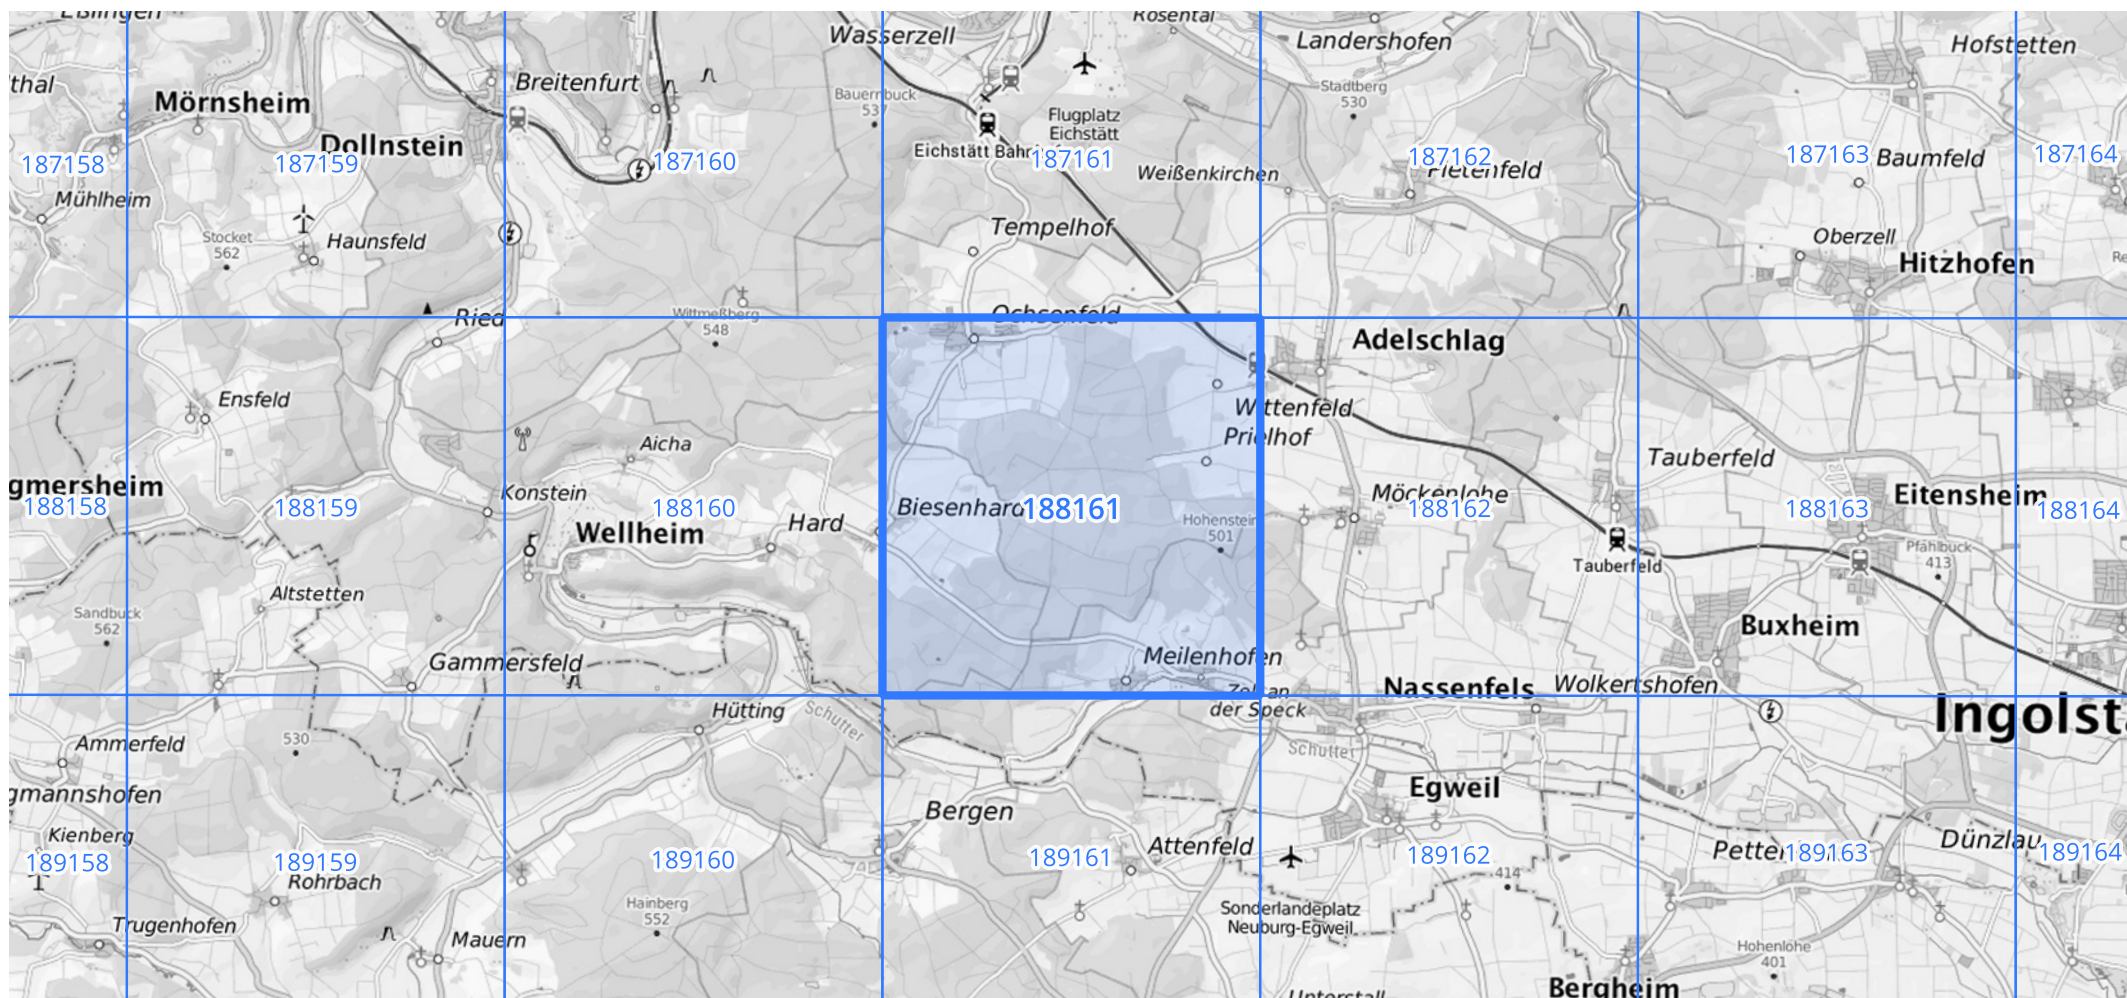 Wasserzell
Rosental
Landershofen
Hofstetten
Breitenfurt
Mörnsheim
Bauernbuck
Stadtberg
530
Flugplatz
Eichstätt
Dollnstein
187158
187159
187160
187161
187162
187163
Baumfeld
187164
Weißenkirchen
Mühlheim
Tempelhof
Stocket
562
Haunsfeld
Oberzell
Hitzhofen
Ried
Wittmeßberg
548
Ochsenfeld
Adelschlag
Ensfeld
Wittenfeld
Prielhof
Aicha
Tauberfeld
gmersheim
Konstein
Möckenlohe
Eitensheim
188158
188159
188160
Biesenhard
188161
188162
188163
188164
Wellheim
Hard
Hohenstein
501
Pfahlbuck
413
Tauberfeld
Altstetten
Sandbuck
562
Buxheim
Gammersfeld
Meilenhofen
Nassenfels
Wolkertshofen
der Speck
Hütting
Schutter
Ingolst
Ammerfeld
530
Schutter
gmannshofen
Egweil
Bergen
Kienberg
Attenfeld
Dünzlau
189158
189159
189160
189161
189162
189163
189164
Rohrbach
414
Hainberg
552
Sonderlandeplatz
Neuburg-Egweil
Trugenhofen
Mauern
Hohenlohe
401
Bergheim